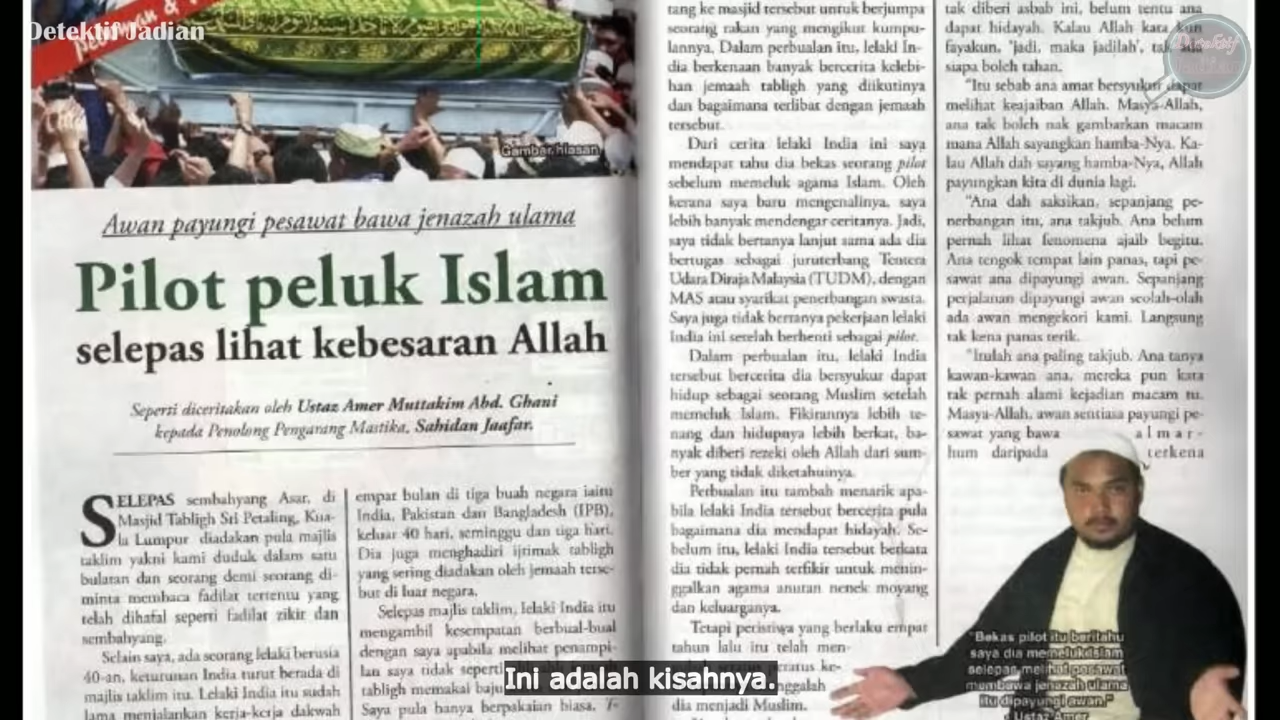 Detektif Jadian
Gambar hiasan
Awan payungi pesawat bawa jenazah ulama
Pilot peluk Islam
selepas lihat kebesaran Allah
Seperti diceritakan oleh Ustaz Amer Muttakim Abd. Ghani
kepada Penolong Pengarang Mastika, Sahidan Jaafar.
SELEPAS sembahyang Asar, di
Masjid Tabligh Sri Petaling, Kua-
la Lumpur diadakan pula majlis
taklim yakni kami duduk dalam satu
bulatan dan seorang demi seorang di-
minta membaca fadilat tertentu yang
telah dihafal seperti fadilat zikir dan
sembahyang.
Selain saya, ada seorang lelaki berusia
40-an, keturunan India turut berada di
majlis taklim itu. Lelaki India itu sudah
lama menjalankan kerja-kerja dakwah
empat bulan di tiga buah negara iaitu
India, Pakistan dan Bangladesh (IPB),
keluar 40 hari, seminggu dan tiga hari.
Dia juga menghadiri ijtimak tabligh
yang sering diadakan oleh jemaah terse-
but di luar negara.
Selepas majlis taklim, lelaki India itu
mengambil kesempatan berbual-bual
dengan saya apabila melihat penampi-
lan saya tidak seperti
tabligh memakai baju
Saya pula hanya berpakaian biasa.
tang ke masjid tersebut untuk berjumpa
seorang rakan yang mengikut kumpu-
lannya. Dalam perbualan itu, lelaki In-
dia berkenaan banyak bercerita kelebi-
han jemaah tabligh yang diikutinya
dan bagaimana terlibat dengan jemaah
tersebut.
Dari cerita lelaki India ini saya
mendapat tahu dia bekas seorang pilot
sebelum memeluk agama Islam. Oleh
kerana saya baru mengenalinya, saya
lebih banyak mendengar ceritanya. Jadi,
saya tidak bertanya lanjut sama ada dia
bertugas sebagai juruterbang Tentera
Udara Diraja Malaysia (TUDM), dengan
MAS atau syarikat penerbangan swasta.
Saya juga tidak bertanya pekerjaan lelaki
India ini setelah berhenti sebagai pilot.
Dalam perbualan itu, lelaki India
tersebut bercerita dia bersyukur dapat
hidup sebagai seorang Muslim setelah
memeluk Islam. Fikirannya lebih te-
nang dan hidupnya lebih berkat, ba-
nyak diberi rezeki oleh Allah dari sum-
ber yang tidak diketahuinya.
Perbualan itu tambah menarik apa-
bila lelaki India tersebut bercerita pula
bagaimana dia mendapat hidayah. Se-
belum itu, lelaki India tersebut berkata
dia tidak pernah terfikir untuk mening-
ggalkan agama anutan nenek moyang
dan keluarganya.
Tetapi peristiwa yang berlaku empat
tahun lalu itu telah men-
peratus ke-
nggalah
dia menjadi Muslim.
tak diberi asbab ini, belum tentu ana
dapat hidayah. Kalau Allah kata kun
fayakun, 'jadi, maka jadilah',
siapa boleh tahan.
"Itu sebab ana amat bersyukur dapat
melihat keajaiban Allah. Masya-Allah,
ana tak boleh nak gambarkan macam
mana Allah sayangkan hamba-Nya. Ka-
lau Allah dah sayang hamba-Nya, Allah
payungkan kita di dunia lagi.
"Ana dah saksikan, sepanjang pe-
nerbangan itu, ana takjub. Ana belum
pernah lihat fenomena ajaib begitu.
Ana tengok tempat lain panas, tapi pe-
sawat ana dipayungi awan. Sepanjang
perjalanan dipayungi awan seolah-olah
ada awan mengekori kami. Langsung
tak kena panas terik.
"Itulah ana paling takjub. Ana tanya
kawan-kawan ana, mereka pun kata
tak pernah alami kejadian macam tu.
Masya-Allah, awan sentiasa payungi pe-
sawat yang bawa almar-
hum daripada terkena
"Bekas pilot itu beritahu
saya dia memeluk Islam
selepas melihat pesawat
membawa jenazah ulama
itu dipayungi awan."
Ustaz Amer
Ini adalah kisahnya.